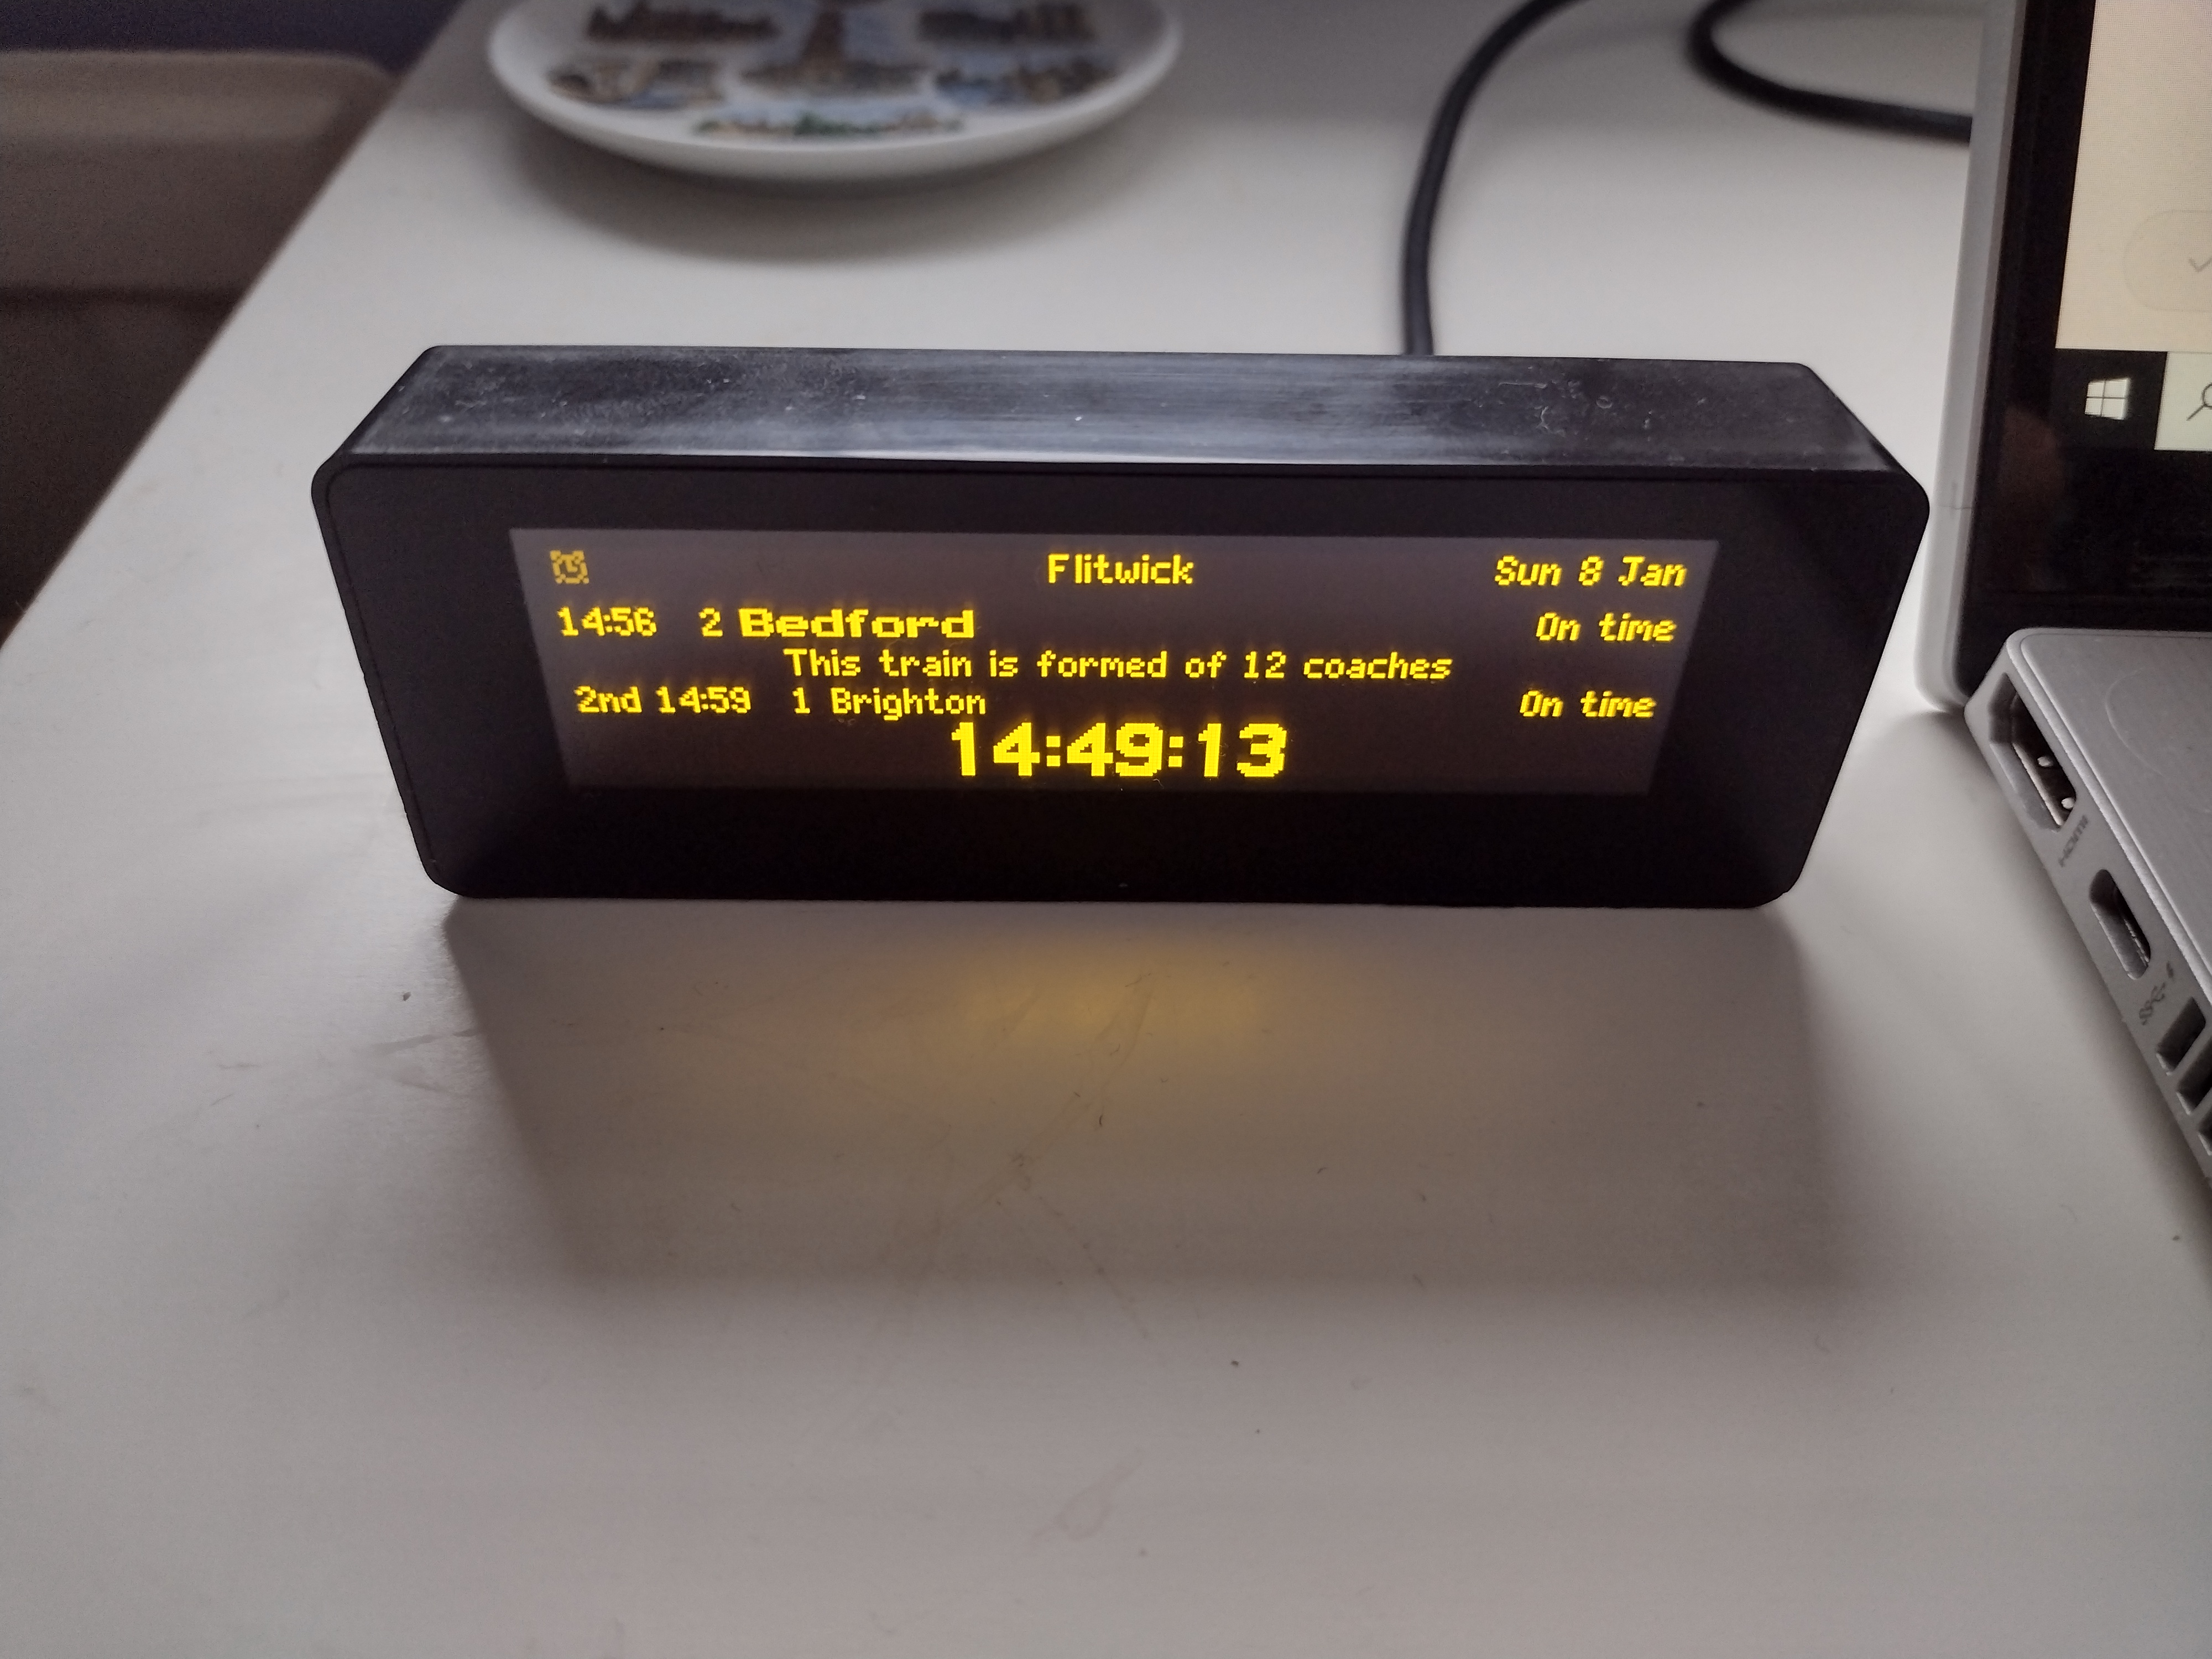 Flitwick Sun 8 Jan
14:56 2 Bedford On time
This train is formed of 12 coaches
2nd 14:59 1 Brighton On time
14:49:13
HDMI